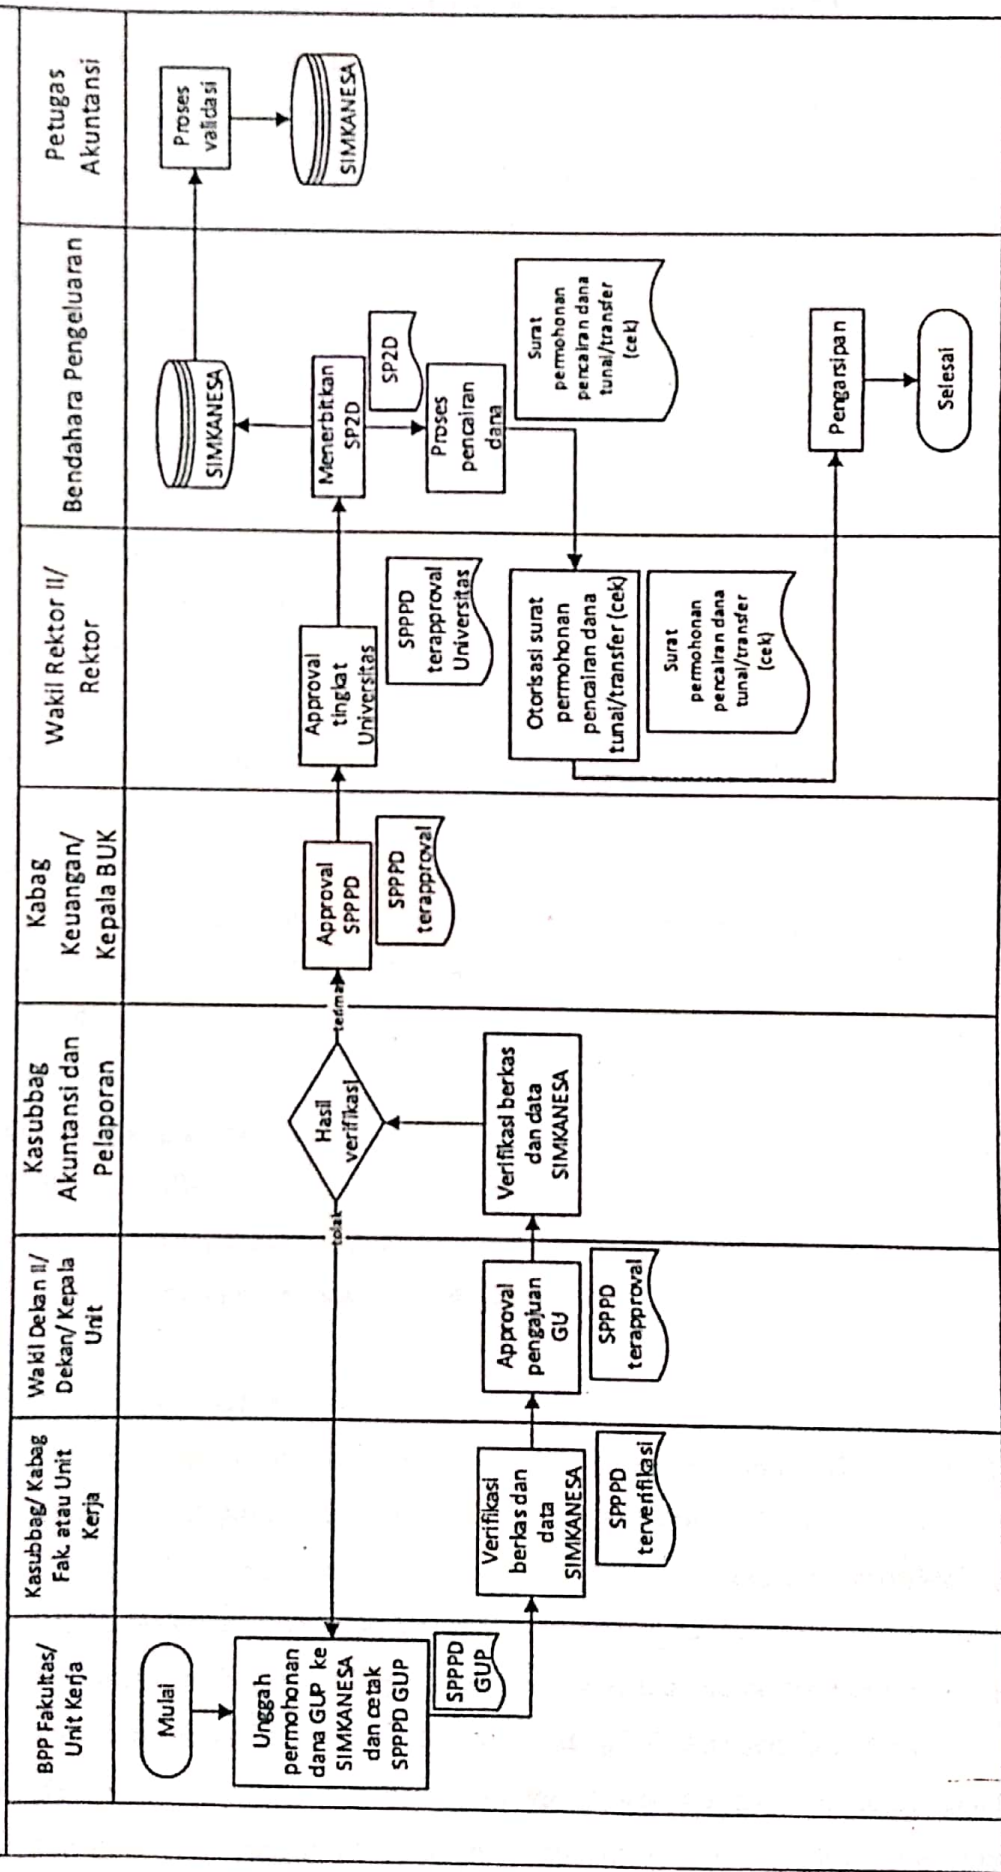 BPP Fakultas/
Unit Kerja
Kasubbag/ Kabag
Fak. atau Unit
Kerja
Wakil Dekan II/
Dekan/ Kepala
Unit
Kasubbag
Akuntansi dan
Pelaporan
Kabag
Keuangan/
Kepala BUK
Wakil Rektor II/
Rektor
Bendahara Pengeluaran
Petugas
Akuntansi
Mulai
Unggah
permohonan
dana GUP ke
SIMKANESA
dan cetak
SPPPD GUP
SPPPD
GUP
Verifikasi
berkas dan
data
SIMKANESA
SPPPD
terverifikasi
Approval
pengajuan
GU
SPPPD
terapproval
Verifikasi berkas
dan data
SIMKANESA
Hasil
verifikasi
tolak
terima
Approval
SPPPD
SPPPD
terapproval
Approval
tingkat
Universitas
SPPPD
terapproval
Universitas
Menerbitkan
SP2D
SP2D
SIMKANESA
Proses
validasi
SIMKANESA
Proses
pencairan
dana
Surat
permohonan
pencairan dana
tunai/transfer
(cek)
Otorisasi surat
permohonan
pencairan dana
tunai/transfer (cek)
Surat
permohonan
pencairan dana
tunai/transfer
(cek)
Pengarsipan
Selesai